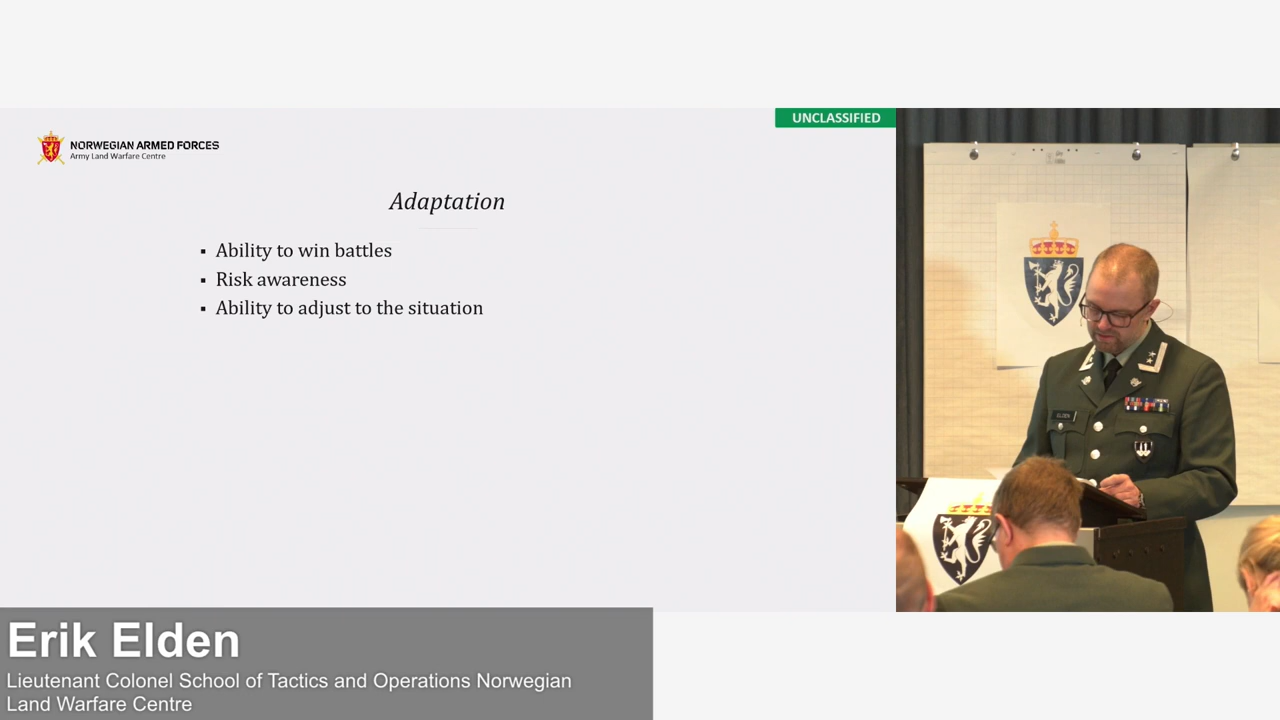 UNCLASSIFIED
NORWEGIAN ARMED FORCES
Army Land Warfare Centre
Adaptation
▪ Ability to win battles
▪ Risk awareness
▪ Ability to adjust to the situation
ELDEN
Erik Elden
Lieutenant Colonel School of Tactics and Operations Norwegian
Land Warfare Centre